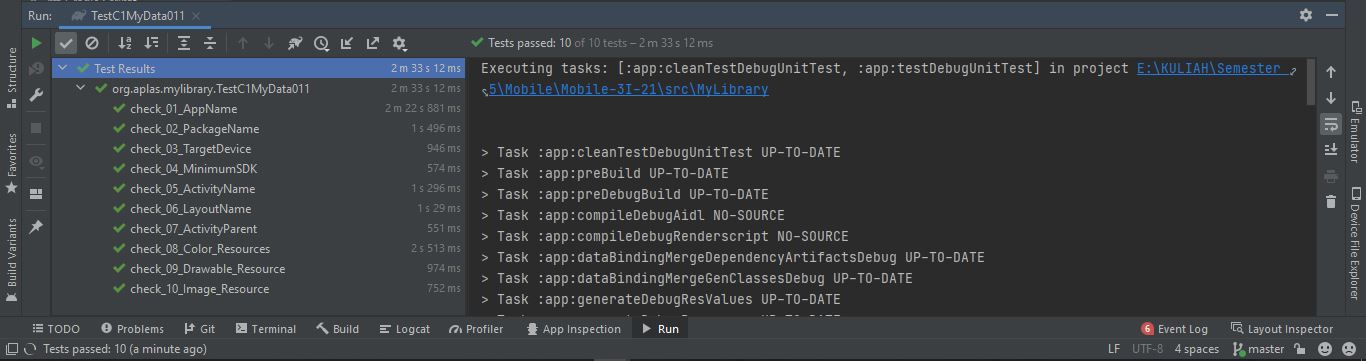 Run: TestC1MyData011
Tests passed: 10 of 10 tests – 2 m 33 s 12 ms
Test Results 2 m 33 s 12 ms
org.aplas.mylibrary.TestC1MyData011 2 m 33 s 12 ms
check_01_AppName 2 m 22 s 881 ms
check_02_PackageName 1 s 496 ms
check_03_TargetDevice 946 ms
check_04_MinimumSDK 574 ms
check_05_ActivityName 1 s 296 ms
check_06_LayoutName 1 s 29 ms
check_07_ActivityParent 551 ms
check_08_Color_Resources 2 s 513 ms
check_09_Drawable_Resource 974 ms
check_10_Image_Resource 752 ms
Executing tasks: [:app:cleanTestDebugUnitTest, :app:testDebugUnitTest] in project E:\KULIAH\Semester
5\Mobile\Mobile-3I-21\src\MyLibrary
> Task :app:cleanTestDebugUnitTest UP-TO-DATE
> Task :app:preBuild UP-TO-DATE
> Task :app:preDebugBuild UP-TO-DATE
> Task :app:compileDebugAidl NO-SOURCE
> Task :app:compileDebugRenderscript NO-SOURCE
> Task :app:dataBindingMergeDependencyArtifactsDebug UP-TO-DATE
> Task :app:dataBindingMergeGenClassesDebug UP-TO-DATE
> Task :app:generateDebugResValues UP-TO-DATE
Structure
Favorites
Build Variants
Emulator
Device File Explorer
TODO Problems Git Terminal Build Logcat Profiler App Inspection Run 6 Event Log Layout Inspector
Tests passed: 10 (a minute ago) LF UTF-8 4 spaces master